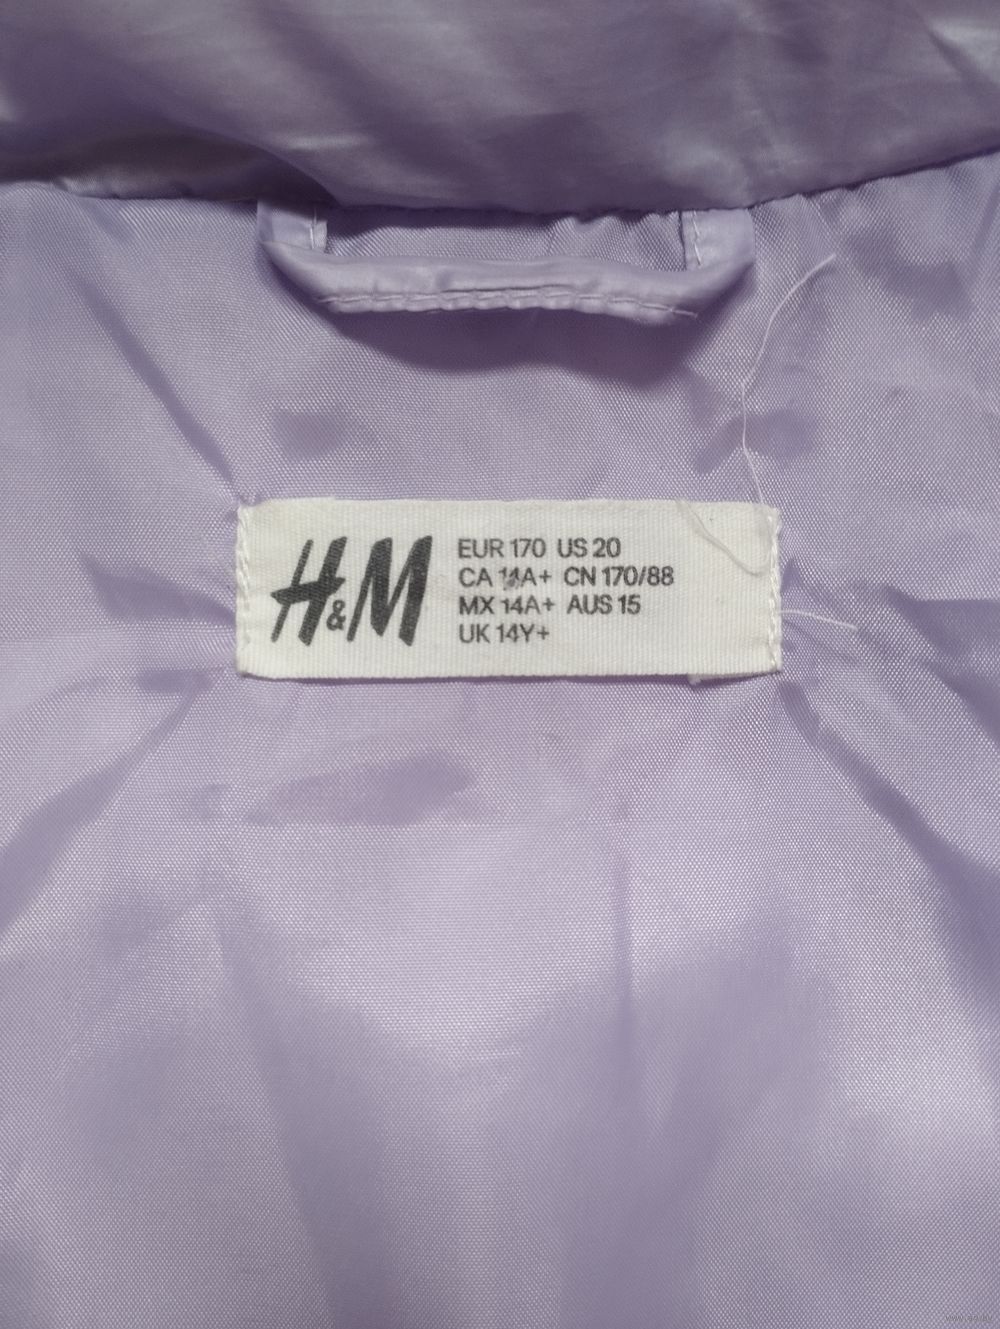 H&M
EUR 170 US 20
CA 14A+ CN 170/88
MX 14A+ AUS 15
UK 14Y+